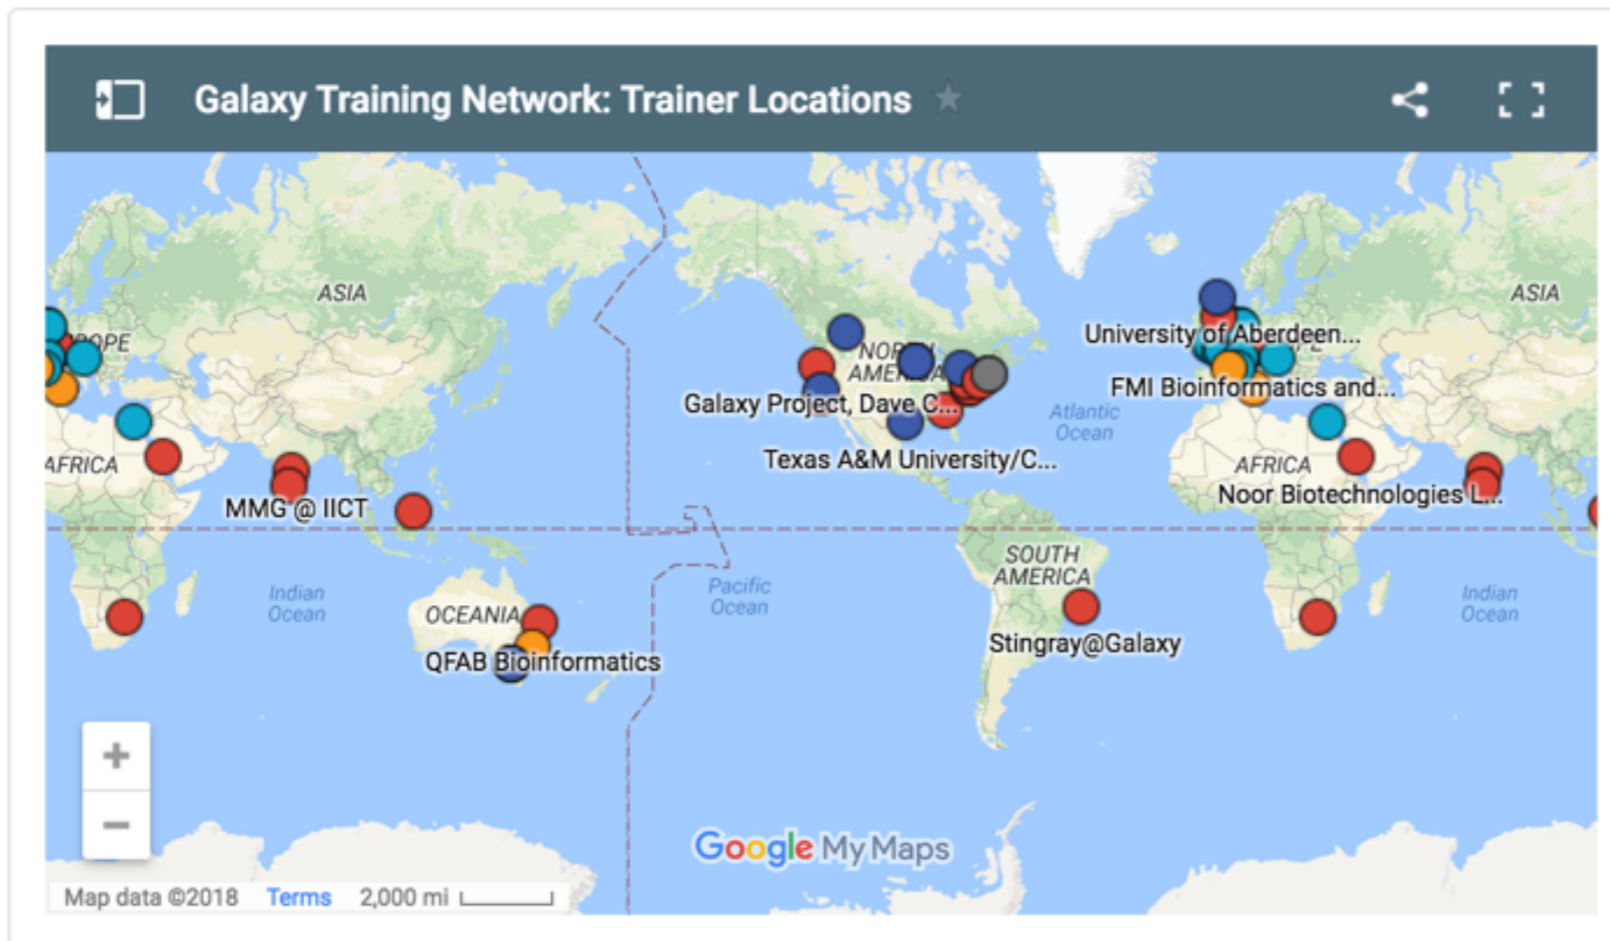 Galaxy Training Network: Trainer Locations
ASIA
ASIA
University of Aberdeen...
NORTH
AMERICA
FMI Bioinformatics and...
Galaxy Project, Dave C...
Atlantic
Ocean
Texas A&M University/C...
AFRICA
AFRICA
Noor Biotechnologies L...
MMG @ IICT
SOUTH
AMERICA
Indian
Ocean
Pacific
Ocean
Indian
Ocean
OCEANIA
Stingray@Galaxy
QFAB Bioinformatics
+
−
Google My Maps
Map data ©2018 Terms 2,000 mi